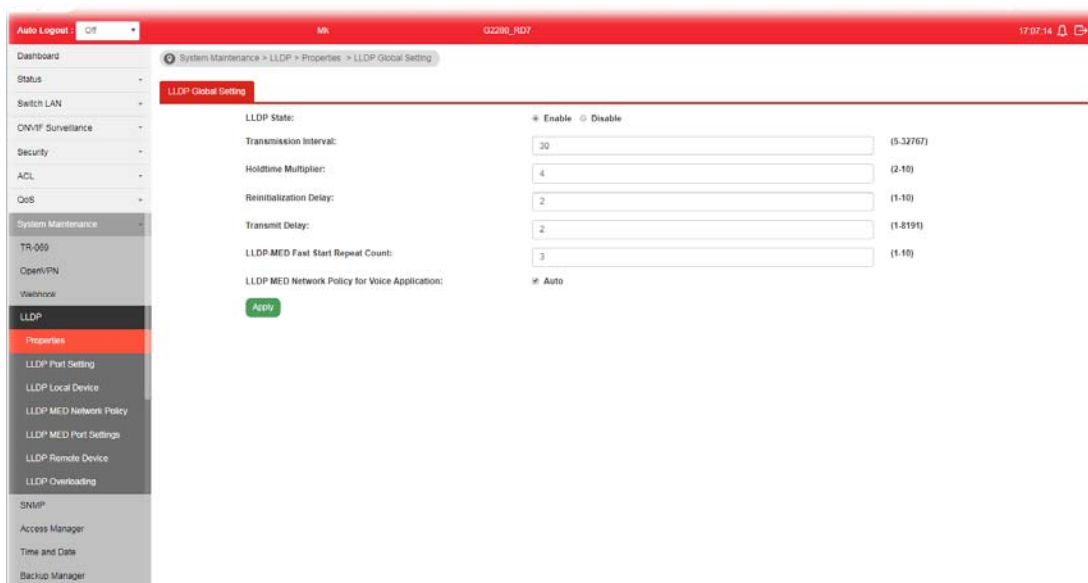 Auto Logout : Off MK G2280_RD7 17:07:14
Dashboard
Status
Switch LAN
ONVIF Surveillance
Security
ACL
QoS
System Maintenance
TR-069
OpenVPN
Webhook
LLDP
Properties
LLDP Port Setting
LLDP Local Device
LLDP MED Network Policy
LLDP MED Port Settings
LLDP Remote Device
LLDP Overloading
SNMP
Access Manager
Time and Date
Backup Manager
System Maintenance > LLDP > Properties > LLDP Global Setting
LLDP Global Setting
LLDP State: Enable Disable
Transmission Interval: 30 (5-32767)
Holdtime Multiplier: 4 (2-10)
Reinitialization Delay: 2 (1-10)
Transmit Delay: 2 (1-8191)
LLDP-MED Fast Start Repeat Count: 3 (1-10)
LLDP MED Network Policy for Voice Application: Auto
Apply